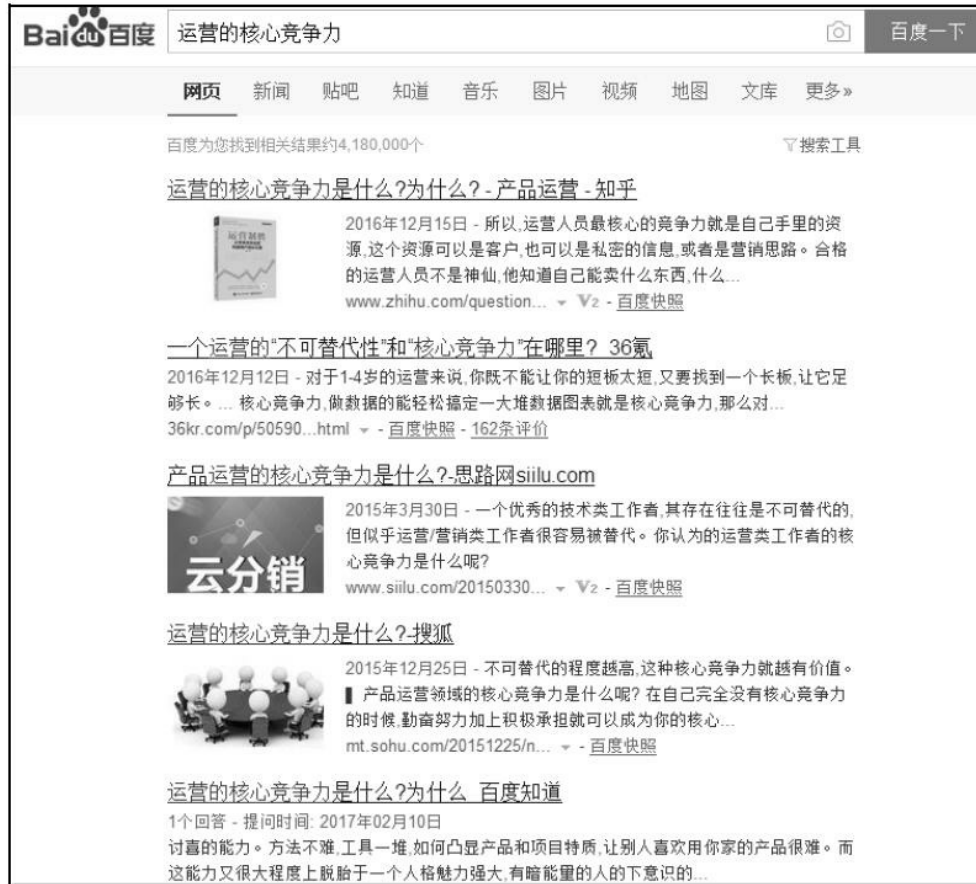 Baidu百度 运营的核心竞争力 百度一下
网页 新闻 贴吧 知道 音乐 图片 视频 地图 文库 更多»
百度为您找到相关结果约4,180,000个 搜索工具
运营的核心竞争力是什么?为什么? - 产品运营 - 知乎
2016年12月15日 - 所以,运营人员最核心的竞争力就是自己手里的资
源,这个资源可以是客户,也可以是私密的信息,或者是营销思路。合格
的运营人员不是神仙,他知道自己能卖什么东西,什么...
www.zhihu.com/question... V2 - 百度快照
一个运营的“不可替代性”和“核心竞争力”在哪里?_36氪
2016年12月12日 - 对于1-4岁的运营来说,你既不能让你的短板太短,又要找到一个长板,让它足
够长。... 核心竞争力,做数据的能轻松搞定一大堆数据图表就是核心竞争力,那么对...
36kr.com/p/50590...html - 百度快照 - 162条评价
产品运营的核心竞争力是什么?-思路网siilu.com
云分销
2015年3月30日 - 一个优秀的技术类工作者,其存在往往是不可替代的,
但似乎运营/营销类工作者很容易被替代。你认为的运营类工作者的核
心竞争力是什么呢?
www.siilu.com/20150330... V2 - 百度快照
运营的核心竞争力是什么?-搜狐
2015年12月25日 - 不可替代的程度越高,这种核心竞争力就越有价值。
▌产品运营领域的核心竞争力是什么呢? 在自己完全没有核心竞争力
的时候,勤奋努力加上积极承担就可以成为你的核心...
mt.sohu.com/20151225/n... - 百度快照
运营的核心竞争力是什么?为什么_百度知道
1个回答 - 提问时间: 2017年02月10日
讨喜的能力。方法不难,工具一堆,如何凸显产品和项目特质,让别人喜欢用你家的产品很难。而
这能力又很大程度上脱胎于一个人格魅力强大,有暗能量的人的下意识的...